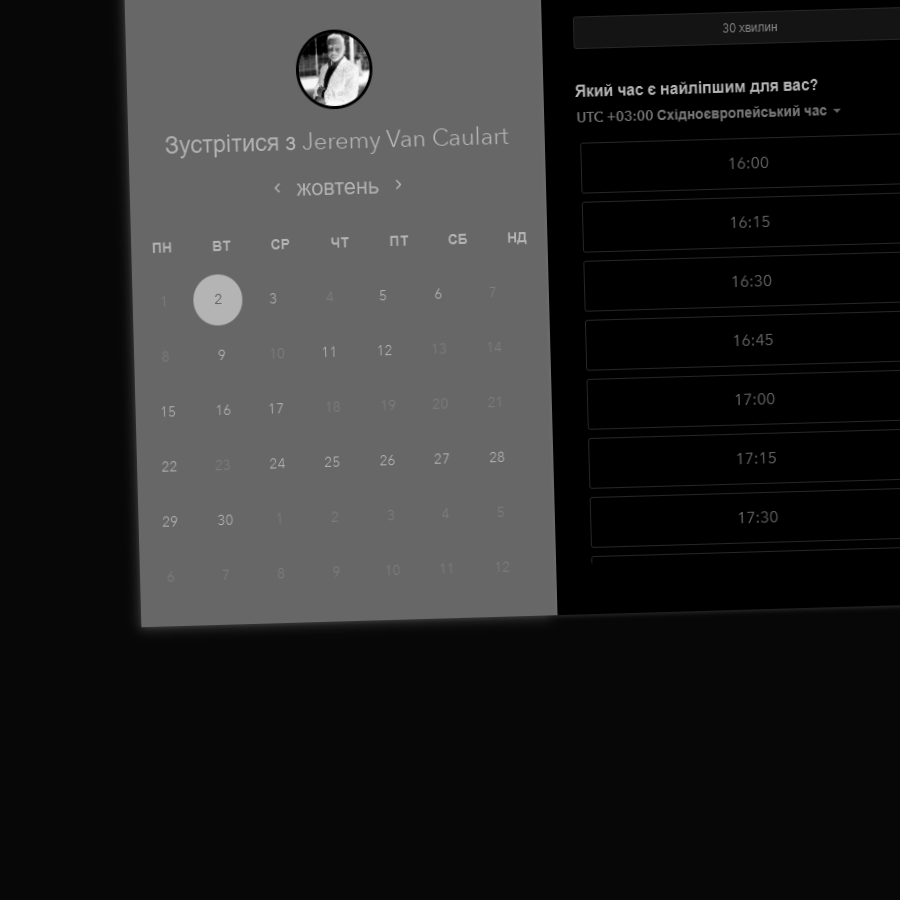 Зустрітися з Jeremy Van Caulart
жовтень
ПН ВТ СР ЧТ ПТ СБ НД
1 2 3 4 5 6 7
8 9 10 11 12 13 14
15 16 17 18 19 20 21
22 23 24 25 26 27 28
29 30 1 2 3 4 5
6 7 8 9 10 11 12
30 хвилин
Який час є найліпшим для вас?
UTC +03:00 Східноєвропейський час
16:00
16:15
16:30
16:45
17:00
17:15
17:30